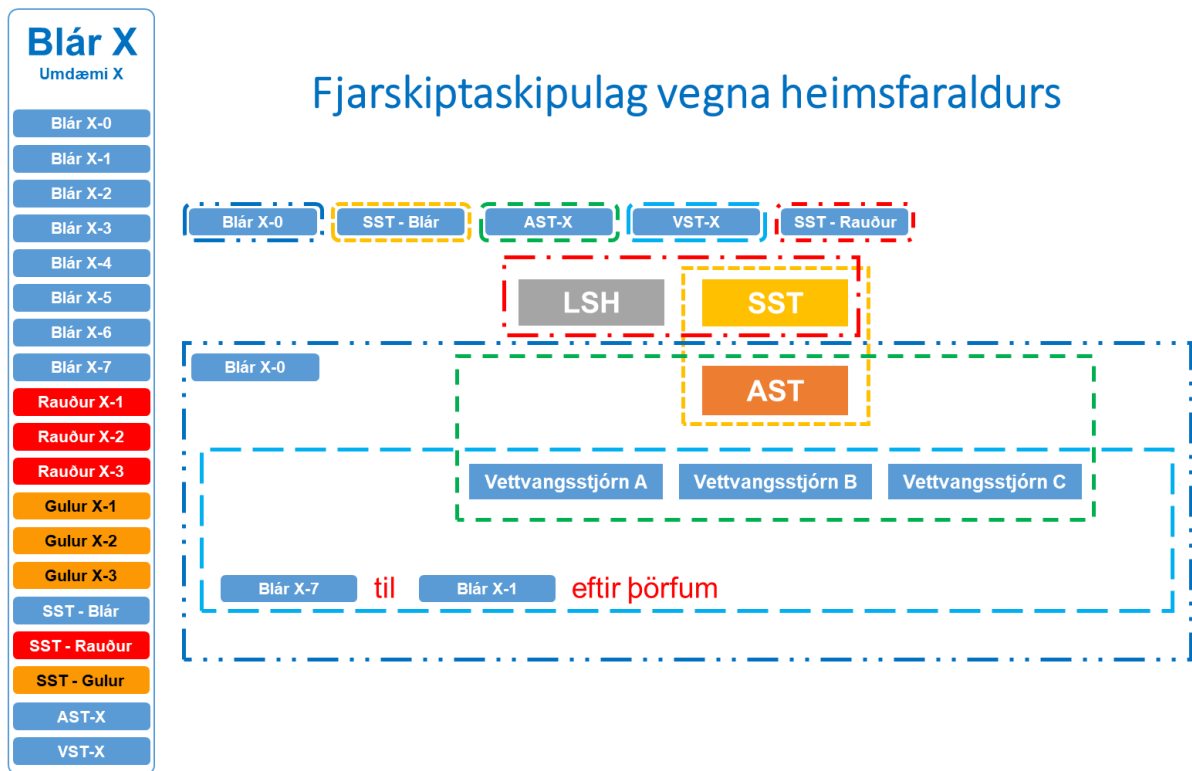 Blár X
Umdæmi X
Blár X-0
Blár X-1
Blár X-2
Blár X-3
Blár X-4
Blár X-5
Blár X-6
Blár X-7
Rauður X-1
Rauður X-2
Rauður X-3
Gulur X-1
Gulur X-2
Gulur X-3
SST - Blár
SST - Rauður
SST - Gulur
AST-X
VST-X
Fjarskiptaskipulag vegna heimsfaraldurs
Blár X-0 SST - Blár AST-X VST-X SST - Rauður
LSH SST
Blár X-0
AST
Vettvangsstjórn A Vettvangsstjórn B Vettvangsstjórn C
Blár X-7 til Blár X-1 eftir þörfum